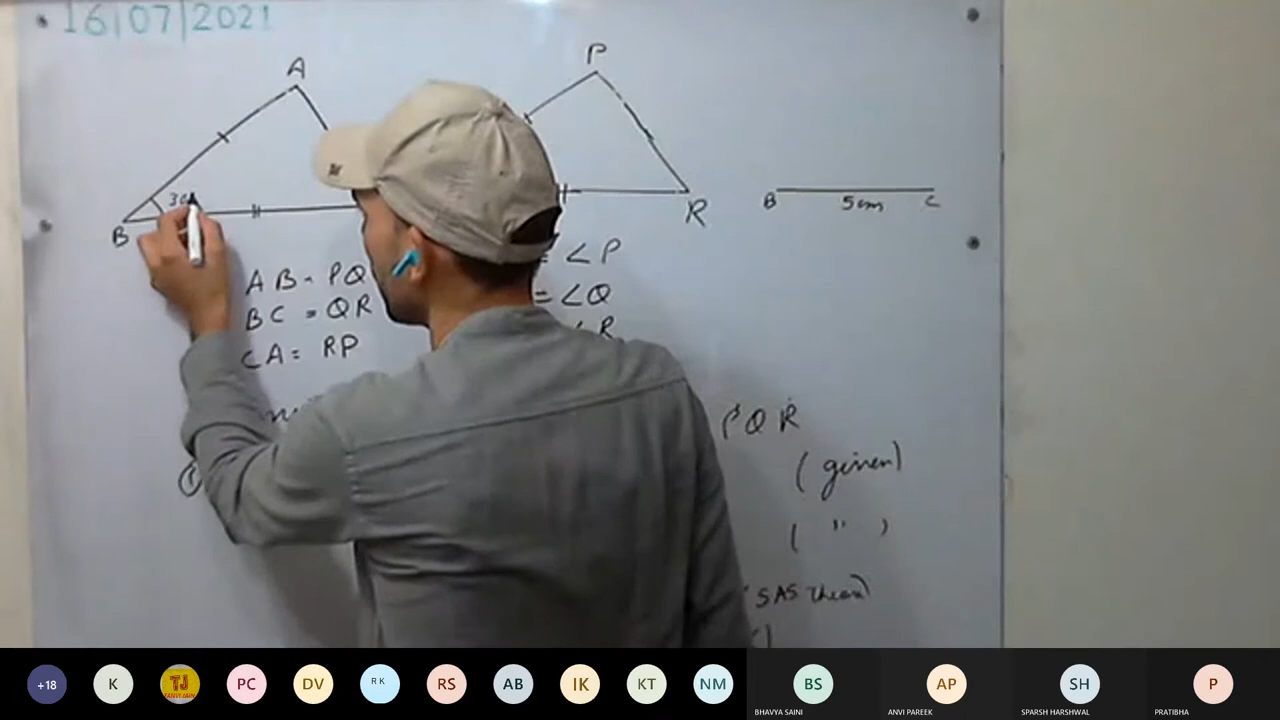 16/07/2021
A
P
B
R
B 5cm C
AB = PQ
BC = QR
CA = RP
∠P
= ∠Q
∠R
PQR
(given)
( " )
SAS
+18 K TJ PC DV RK RS AB IK KT NM BS AP SH P
BHAVYA SAINI ANVI PAREEK SPARSH HARSHWAL PRATIBHA